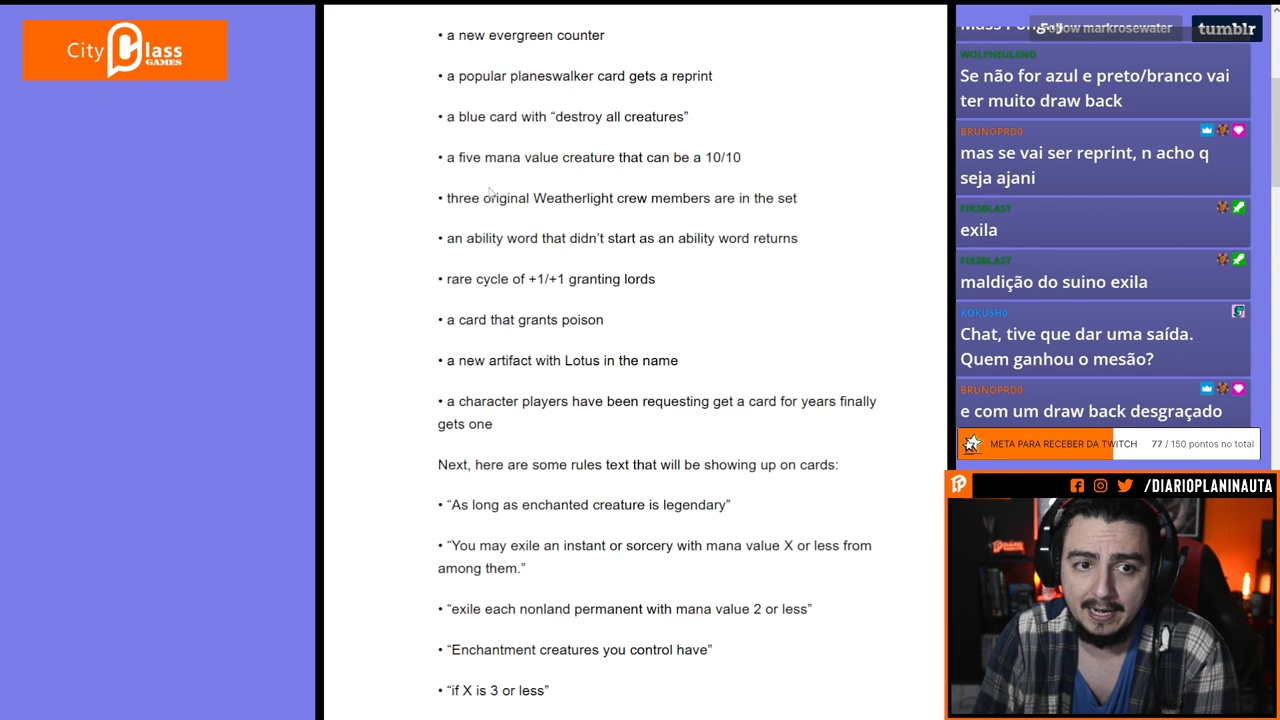 City Class
GAMES
• a new evergreen counter
• a popular planeswalker card gets a reprint
• a blue card with “destroy all creatures”
• a five mana value creature that can be a 10/10
• three original Weatherlight crew members are in the set
• an ability word that didn’t start as an ability word returns
• rare cycle of +1/+1 granting lords
• a card that grants poison
• a new artifact with Lotus in the name
• a character players have been requesting get a card for years finally
gets one
Next, here are some rules text that will be showing up on cards:
• “As long as enchanted creature is legendary”
• “You may exile an instant or sorcery with mana value X or less from
among them.”
• “exile each nonland permanent with mana value 2 or less”
• “Enchantment creatures you control have”
• “if X is 3 or less”
Follow markrosewater
tumblr
WOLPHEULEND
Se não for azul e preto/branco vai
ter muito draw back
BRUNOPRD0
mas se vai ser reprint, n acho q
seja ajani
FIR3BLAST
exila
FIR3BLAST
maldição do suino exila
KOKUSH0
Chat, tive que dar uma saída.
Quem ganhou o mesão?
BRUNOPRD0
e com um draw back desgraçado
META PARA RECEBER DA TWITCH 77 / 150 pontos no total
/DIARIOPLANINAUTA